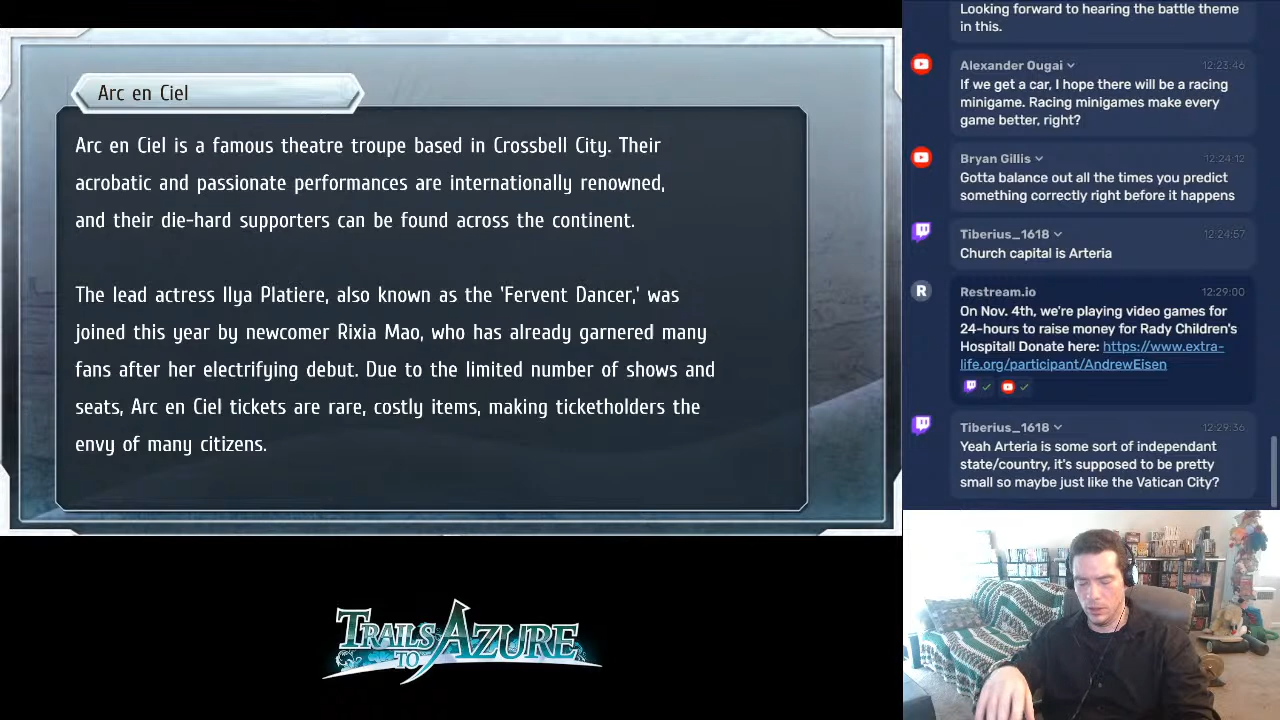 Arc en Ciel
Arc en Ciel is a famous theatre troupe based in Crossbell City. Their
acrobatic and passionate performances are internationally renowned,
and their die-hard supporters can be found across the continent.
The lead actress Ilya Platiere, also known as the 'Fervent Dancer,' was
joined this year by newcomer Rixia Mao, who has already garnered many
fans after her electrifying debut. Due to the limited number of shows and
seats, Arc en Ciel tickets are rare, costly items, making ticketholders the
envy of many citizens.
TRAILS
TO
AZURE
Looking forward to hearing the battle theme
in this.
Alexander Ougai 12:23:46
If we get a car, I hope there will be a racing
minigame. Racing minigames make every
game better, right?
Bryan Gillis 12:24:12
Gotta balance out all the times you predict
something correctly right before it happens
Tiberius_1618 12:24:57
Church capital is Arteria
R
Restream.io 12:29:00
On Nov. 4th, we're playing video games for
24-hours to raise money for Rady Children's
Hospital! Donate here: https://www.extra-
life.org/participant/AndrewEisen
Tiberius_1618 12:29:36
Yeah Arteria is some sort of independant
state/country, it's supposed to be pretty
small so maybe just like the Vatican City?